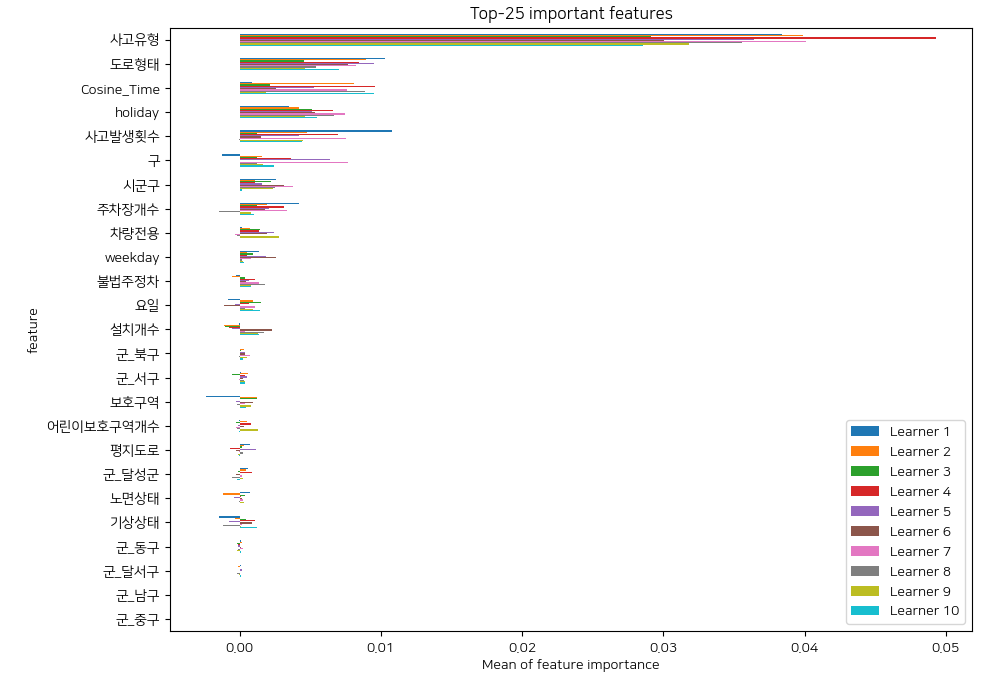 Top-25 important features
사고유형
도로형태
Cosine_Time
holiday
사고발생횟수
구
시군구
주차장개수
차량전용
weekday
불법주정차
요일
설치개수
군_북구
군_서구
보호구역
어린이보호구역개수
평지도로
군_달성군
노면상태
기상상태
군_동구
군_달서구
군_남구
군_중구
feature
0.00 0.01 0.02 0.03 0.04 0.05
Mean of feature importance
Learner 1
Learner 2
Learner 3
Learner 4
Learner 5
Learner 6
Learner 7
Learner 8
Learner 9
Learner 10